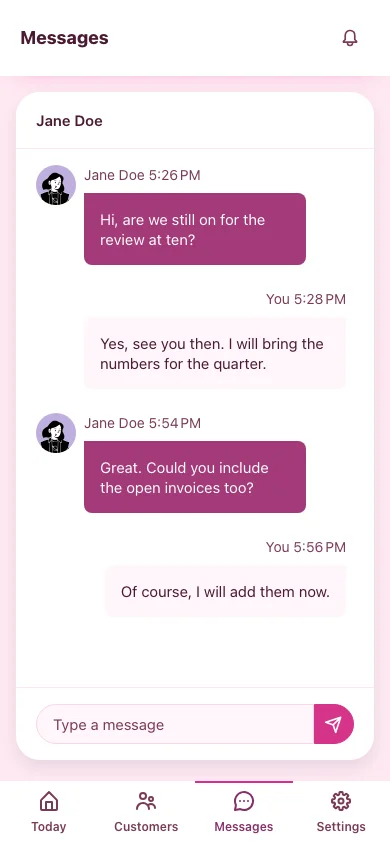 Messages
Jane Doe
Jane Doe 5:26 PM
Hi, are we still on for the
review at ten?
You 5:28 PM
Yes, see you then. I will bring the
numbers for the quarter.
Jane Doe 5:54 PM
Great. Could you include
the open invoices too?
You 5:56 PM
Of course, I will add them now.
Type a message
Today
Customers
Messages
Settings